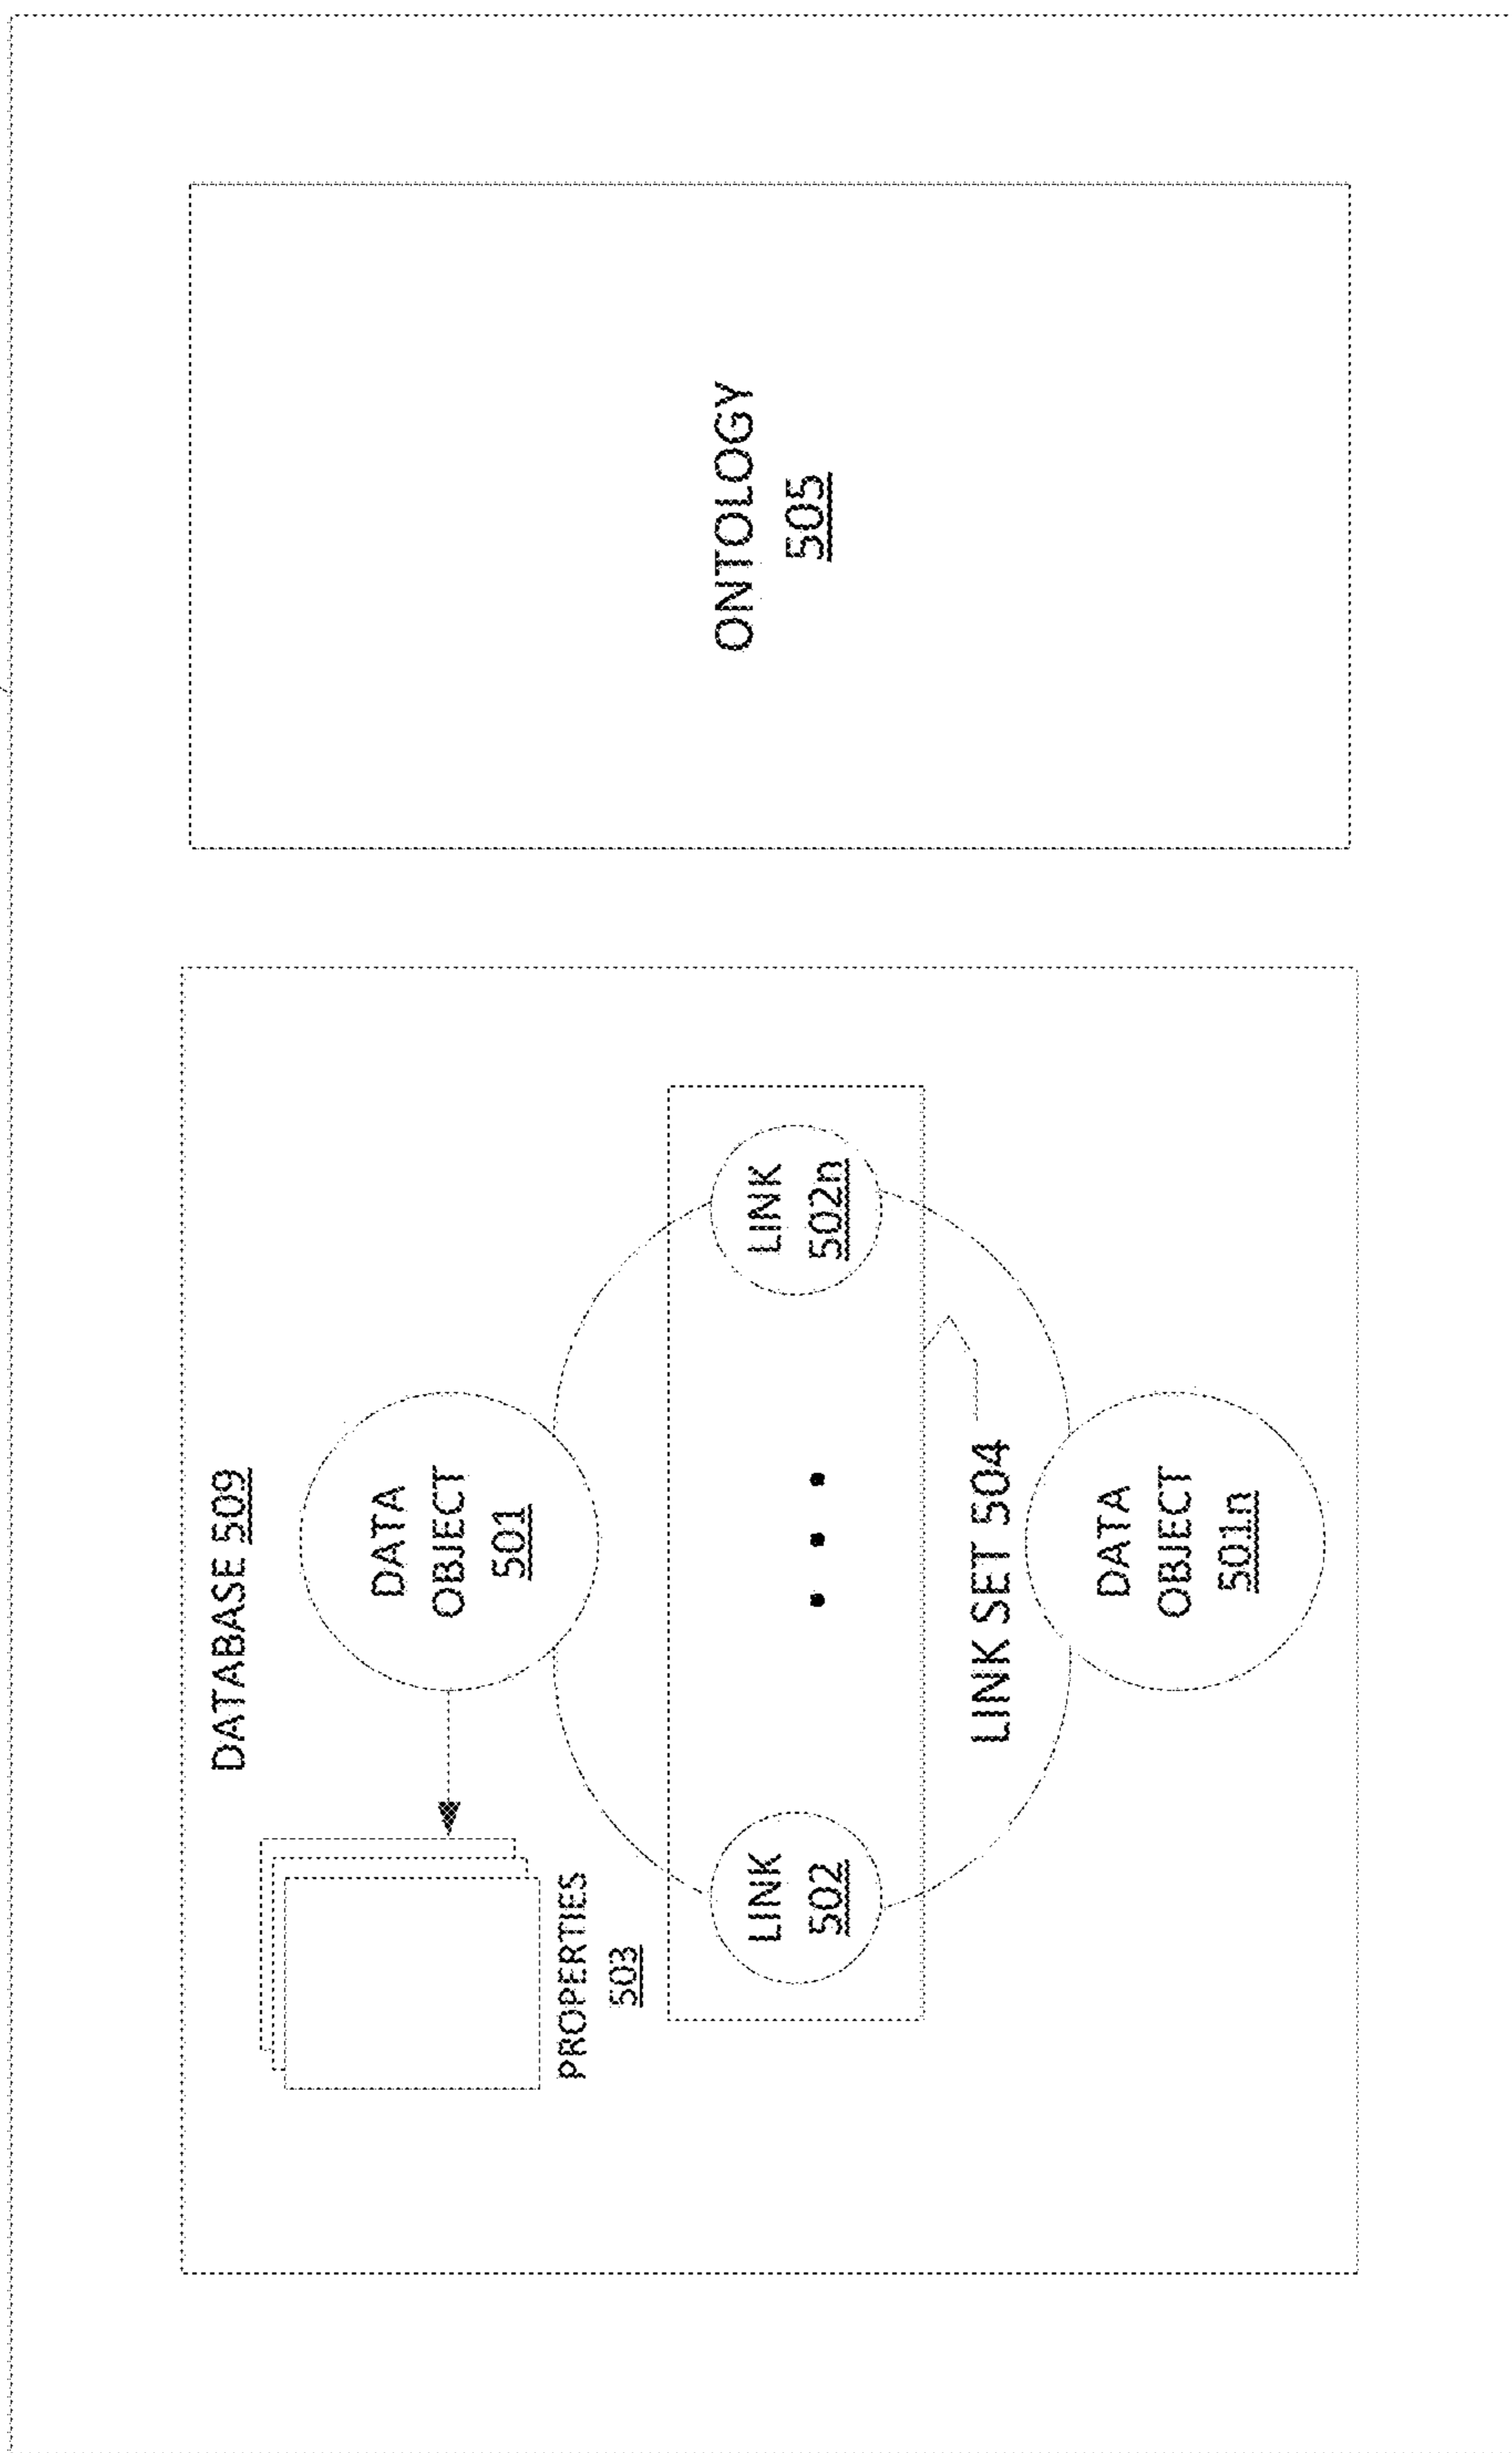 DATABASE 509
DATA
OBJECT
501
PROPERTIES
503
LINK
502
LINK
502n
LINK SET 504
DATA
OBJECT
501n
ONTOLOGY
505